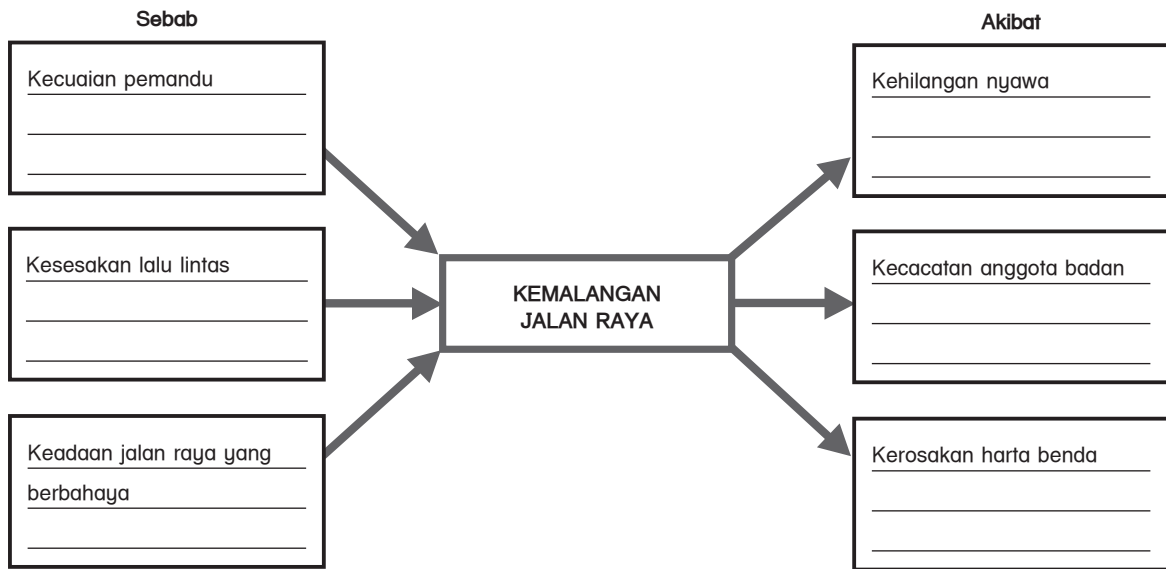 Sebab
Kecuaian pemandu
Kesesakan lalu lintas
Keadaan jalan raya yang
berbahaya
KEMALANGAN
JALAN RAYA
Akibat
Kehilangan nyawa
Kecacatan anggota badan
Kerosakan harta benda